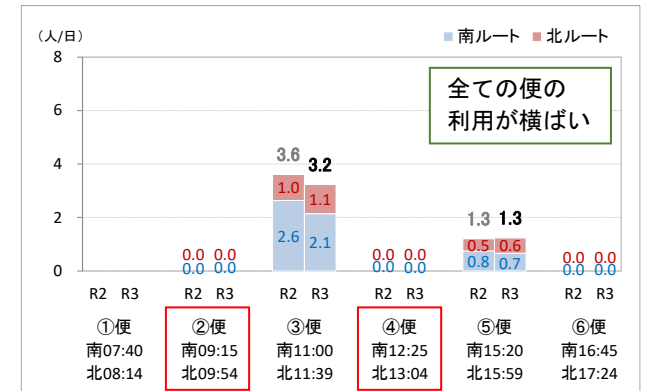 （人/日）
■南ルート ■北ルート
8
6
4
2
0
全ての便の
利用が横ばい
3.6 3.2
1.0 1.1
2.6 2.1
1.3 1.3
0.5 0.6
0.8 0.7
0.0 0.0
0.0 0.0
0.0 0.0
0.0 0.0
0.0 0.0
0.0 0.0
R2 R3 R2 R3 R2 R3 R2 R3 R2 R3 R2 R3
①便 ②便 ③便 ④便 ⑤便 ⑥便
南07:40 南09:15 南11:00 南12:25 南15:20 南16:45
北08:14 北09:54 北11:39 北13:04 北15:59 北17:24